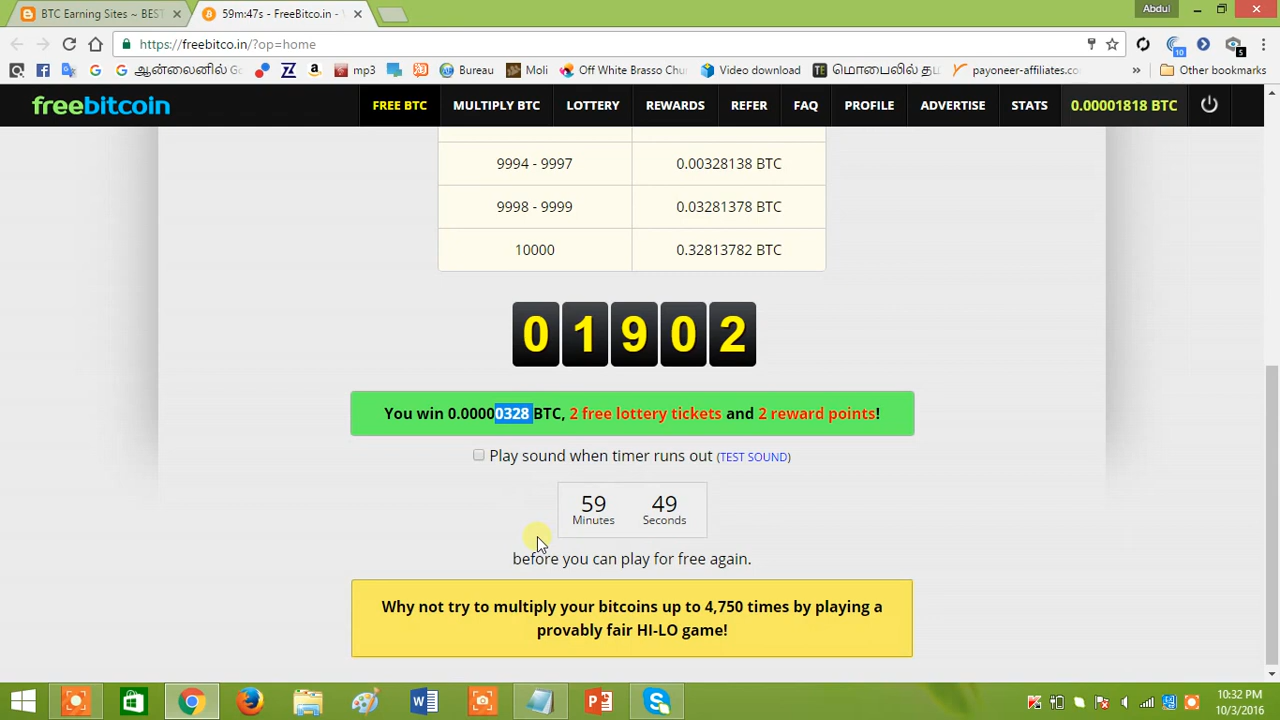 BTC Earning Sites ~ BEST
59m:47s - FreeBitco.in -
Abdul
https://freebitco.in/?op=home
10
5
ஆன்லைனில்
mp3
Bureau
Moli
Off White Brasso Chur
Video download
மொபைலில் த
payoneer-affiliates.co
»
Other bookmarks
freebitcoin
FREE BTC
MULTIPLY BTC
LOTTERY
REWARDS
REFER
FAQ
PROFILE
ADVERTISE
STATS
0.00001818 BTC
9994 - 9997 0.00328138 BTC
9998 - 9999 0.03281378 BTC
10000 0.32813782 BTC
0 1 9 0 2
You win 0.00000328 BTC, 2 free lottery tickets and 2 reward points!
Play sound when timer runs out (TEST SOUND)
59 49
Minutes Seconds
before you can play for free again.
Why not try to multiply your bitcoins up to 4,750 times by playing a
provably fair HI-LO game!
10:32 PM
10/3/2016